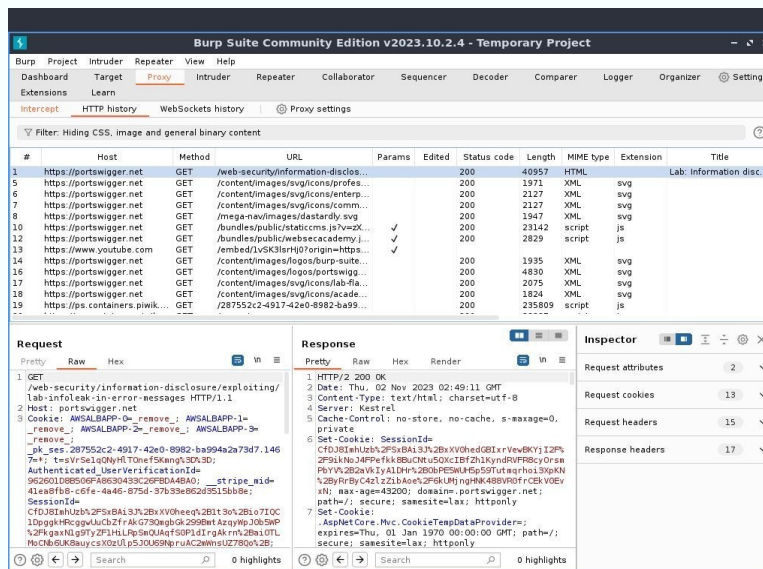 Burp Suite Community Edition v2023.10.2.4 - Temporary Project
Burp Project Intruder Repeater View Help
Dashboard Target Proxy Intruder Repeater Collaborator Sequencer Decoder Comparer Logger Organizer Setting
Extensions Learn
Intercept HTTP history WebSockets history Proxy settings
Filter: Hiding CSS, image and general binary content
# Host Method URL Params Edited Status code Length MIME type Extension Title
1 https://portswigger.net GET /web-security/information-disclos... 200 40957 HTML Lab: Information disc.
5 https://portswigger.net GET /content/images/svg/icons/profes... 200 1971 XML svg
6 https://portswigger.net GET /content/images/svg/icons/enterp... 200 2127 XML svg
7 https://portswigger.net GET /content/images/svg/icons/comm... 200 2127 XML svg
8 https://portswigger.net GET /mega-nav/images/dastardly.svg 200 1947 XML svg
10 https://portswigger.net GET /bundles/public/staticcms.js?v=zX... ✓ 200 23142 script js
12 https://portswigger.net GET /bundles/public/websecacademy.j... ✓ 200 2829 script js
13 https://www.youtube.com GET /embed/1vSK3lsrHj0?origin=https... ✓
14 https://portswigger.net GET /content/images/logos/burp-suite... 200 1935 XML svg
16 https://portswigger.net GET /content/images/logos/portswigg... 200 4830 XML svg
17 https://portswigger.net GET /content/images/svg/icons/lab-fla... 200 2075 XML svg
18 https://portswigger.net GET /content/images/svg/icons/acade... 200 1824 XML svg
19 https://ps.containers.piwik.... GET /287552c2-4917-42e0-8982-ba99... 200 235809 script js
Request
Pretty Raw Hex \n
1 GET
/web-security/information-disclosure/exploiting/
lab-infoleak-in-error-messages HTTP/1.1
2 Host: portswigger.net
3 Cookie: AWSALBAPP-0=_remove_; AWSALBAPP-1=
_remove_; AWSALBAPP-2=_remove_; AWSALBAPP-3=
_remove_;
_pk_ses.287552c2-4917-42e0-8982-ba994a2a73d7.146
7=*; t=sVrSe1qQNyHlTOnef5Kmng%3D%3D;
Authenticated_UserVerificationId=
962601D8B506FA8630433C26FBDA4BA0; __stripe_mid=
41ea8fb8-c6fe-4a46-875d-37b33e862d3515bb8e;
SessionId=
Search 0 highlights
Response
Pretty Raw Hex Render \n
1 HTTP/2 200 OK
2 Date: Thu, 02 Nov 2023 02:49:11 GMT
3 Content-Type: text/html; charset=utf-8
4 Server: Kestrel
5 Cache-Control: no-store, no-cache, s-maxage=0,
private
6 Set-Cookie: SessionId=
xN; max-age=43200; domain=.portswigger.net;
path=/; secure; samesite=lax; httponly
7 Set-Cookie:
.AspNetCore.Mvc.CookieTempDataProvider=;
expires=Thu, 01 Jan 1970 00:00:00 GMT; path=/;
secure; samesite=lax; httponly
Search 0 highlights
Inspector
Request attributes 2
Request cookies 13
Request headers 15
Response headers 17